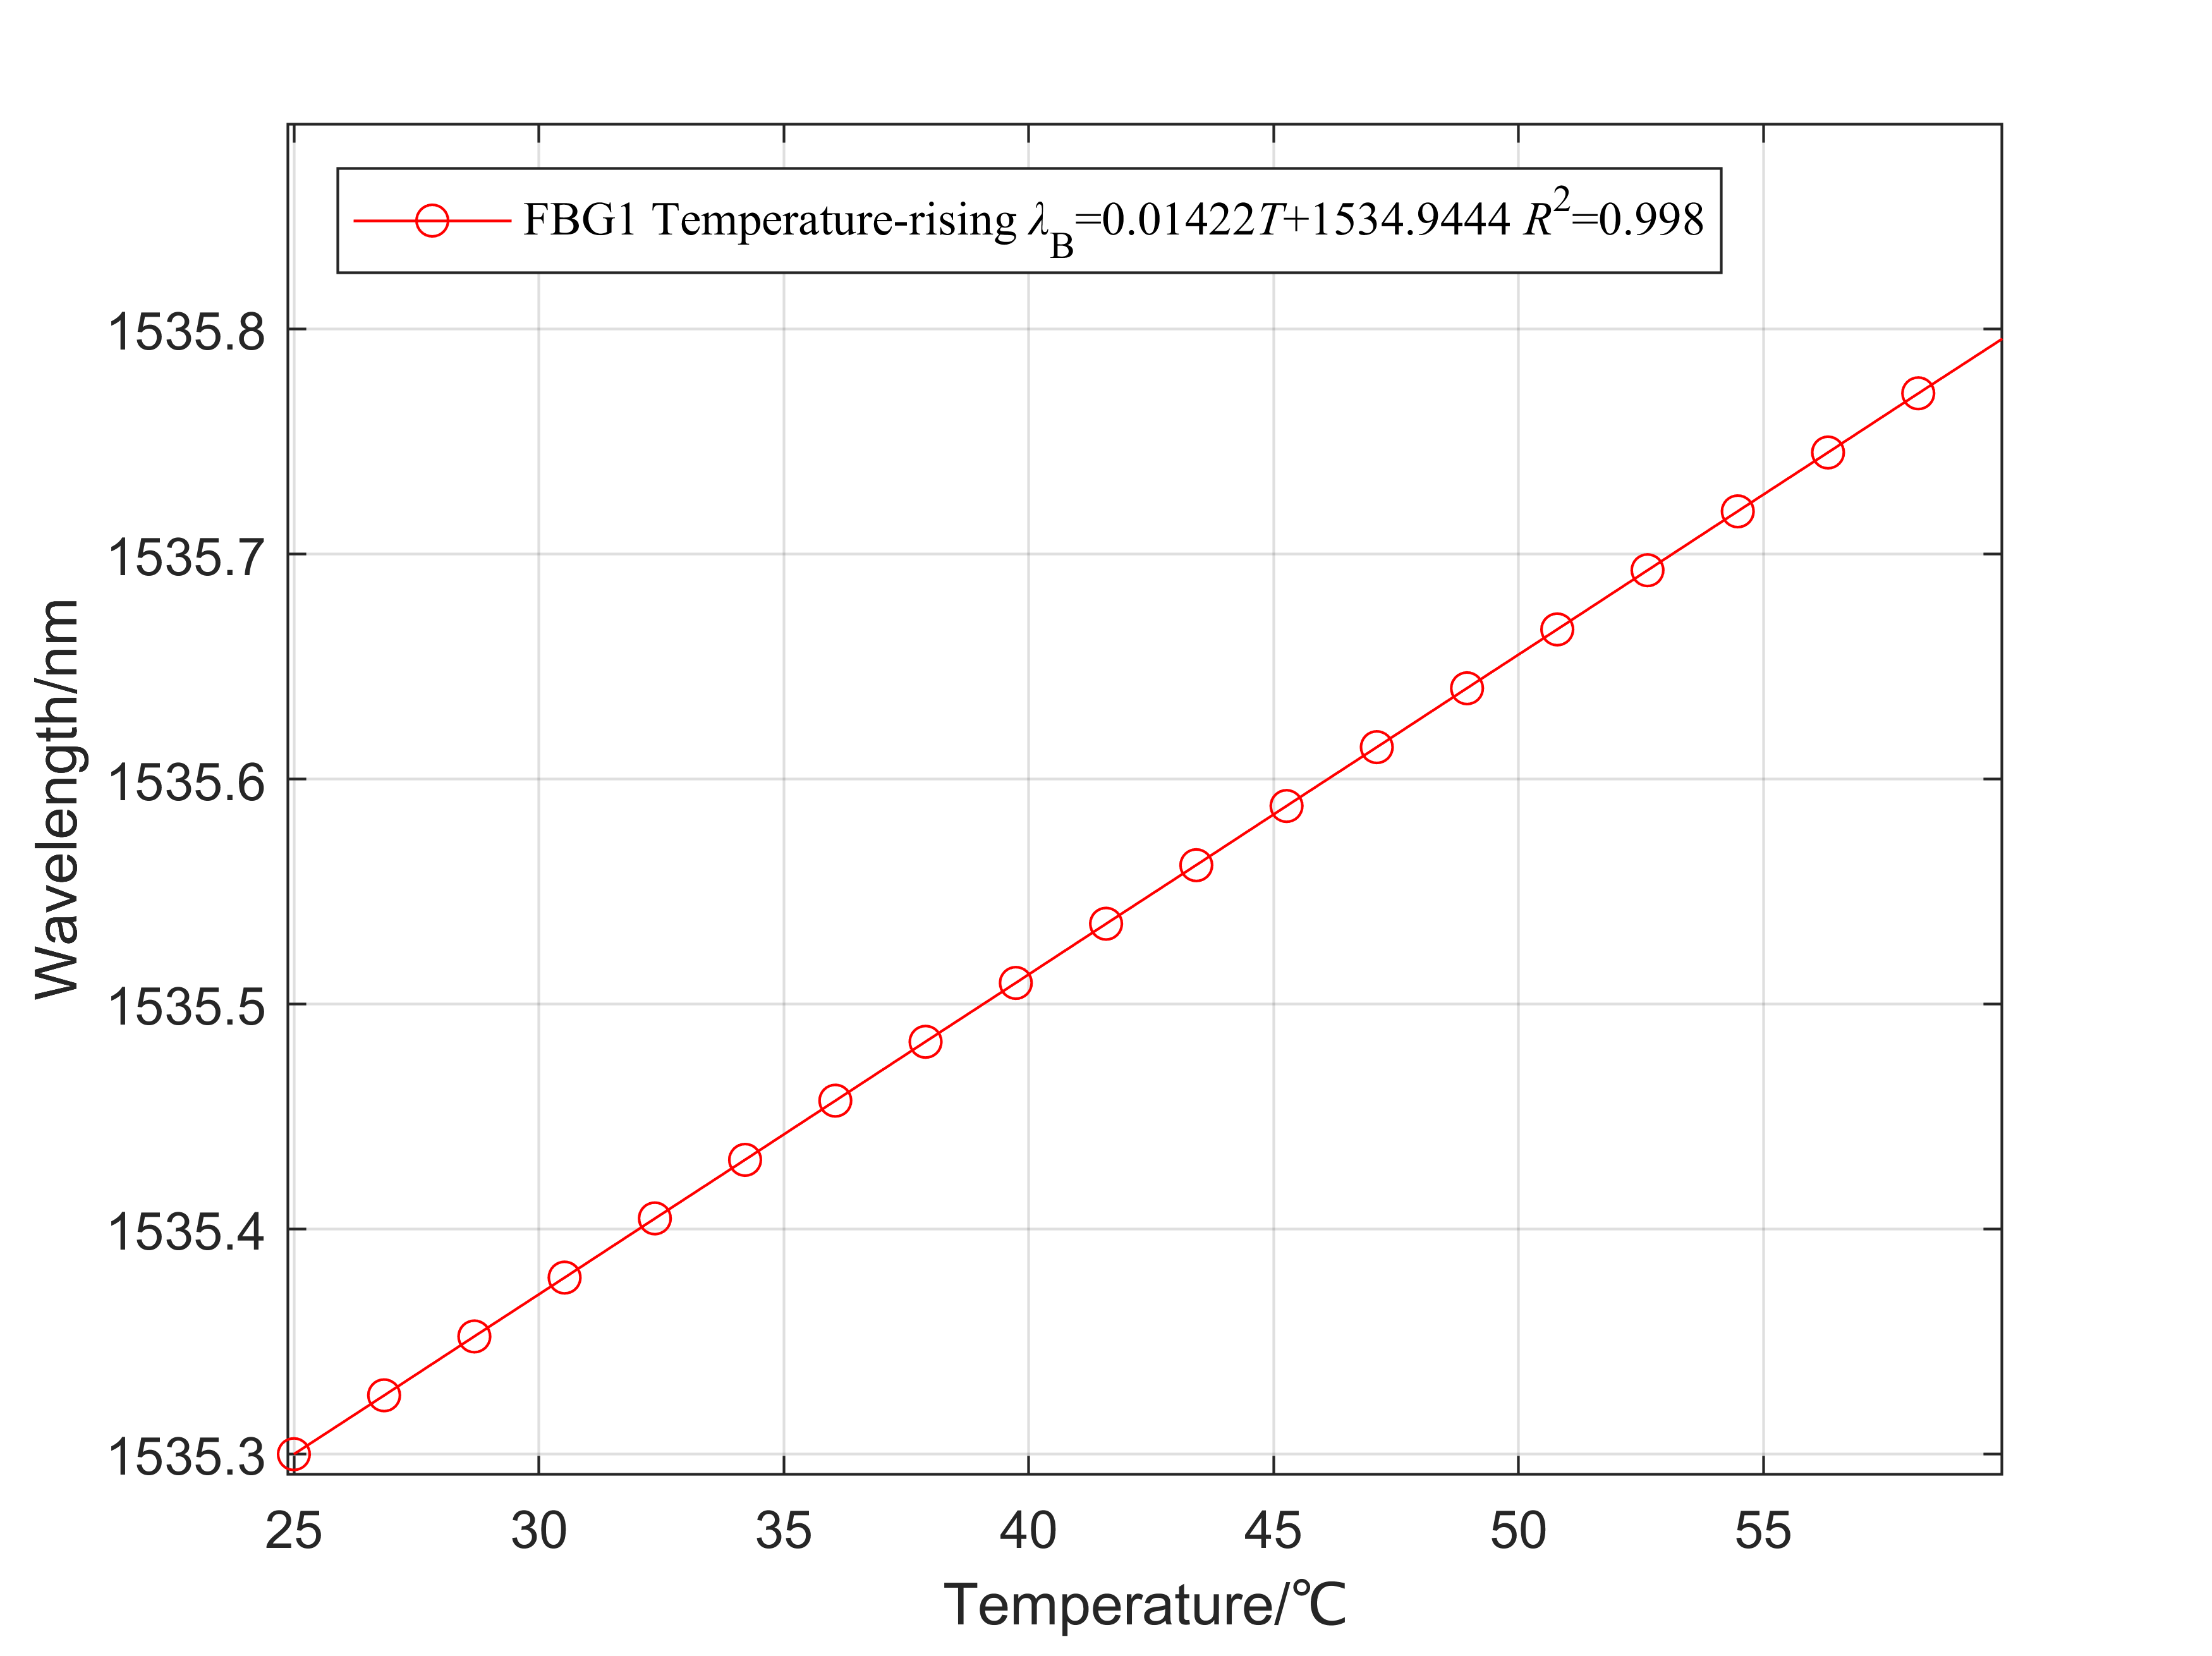 FBG1 Temperature-rising λB=0.01422T+1534.9444 R²=0.998
1535.8
1535.7
1535.6
1535.5
1535.4
1535.3
Wavelength/nm
25 30 35 40 45 50 55
Temperature/℃